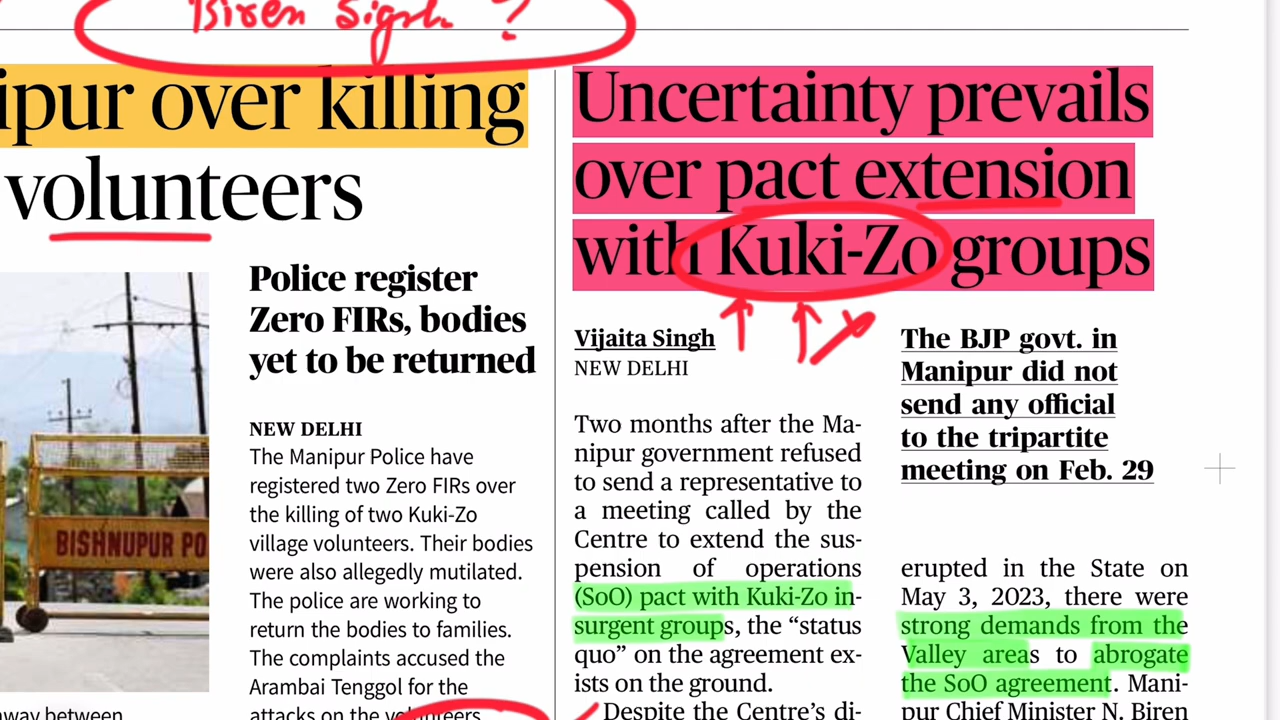 Biren Signh ?
ipur over killing
volunteers
Police register
Zero FIRs, bodies
yet to be returned
NEW DELHI
The Manipur Police have
registered two Zero FIRs over
the killing of two Kuki-Zo
village volunteers. Their bodies
were also allegedly mutilated.
The police are working to
return the bodies to families.
The complaints accused the
Arambai Tenggol for the
attacks on the volunteers.
BISHNUPUR PO
way between
Uncertainty prevails
over pact extension
with Kuki-Zo groups
Vijaita Singh
NEW DELHI
Two months after the Ma-
nipur government refused
to send a representative to
a meeting called by the
Centre to extend the sus-
pension of operations
(SoO) pact with Kuki-Zo in-
surgent groups, the “status
quo” on the agreement ex-
ists on the ground.
Despite the Centre’s di-
The BJP govt. in
Manipur did not
send any official
to the tripartite
meeting on Feb. 29
erupted in the State on
May 3, 2023, there were
strong demands from the
Valley areas to abrogate
the SoO agreement. Mani-
pur Chief Minister N. Biren